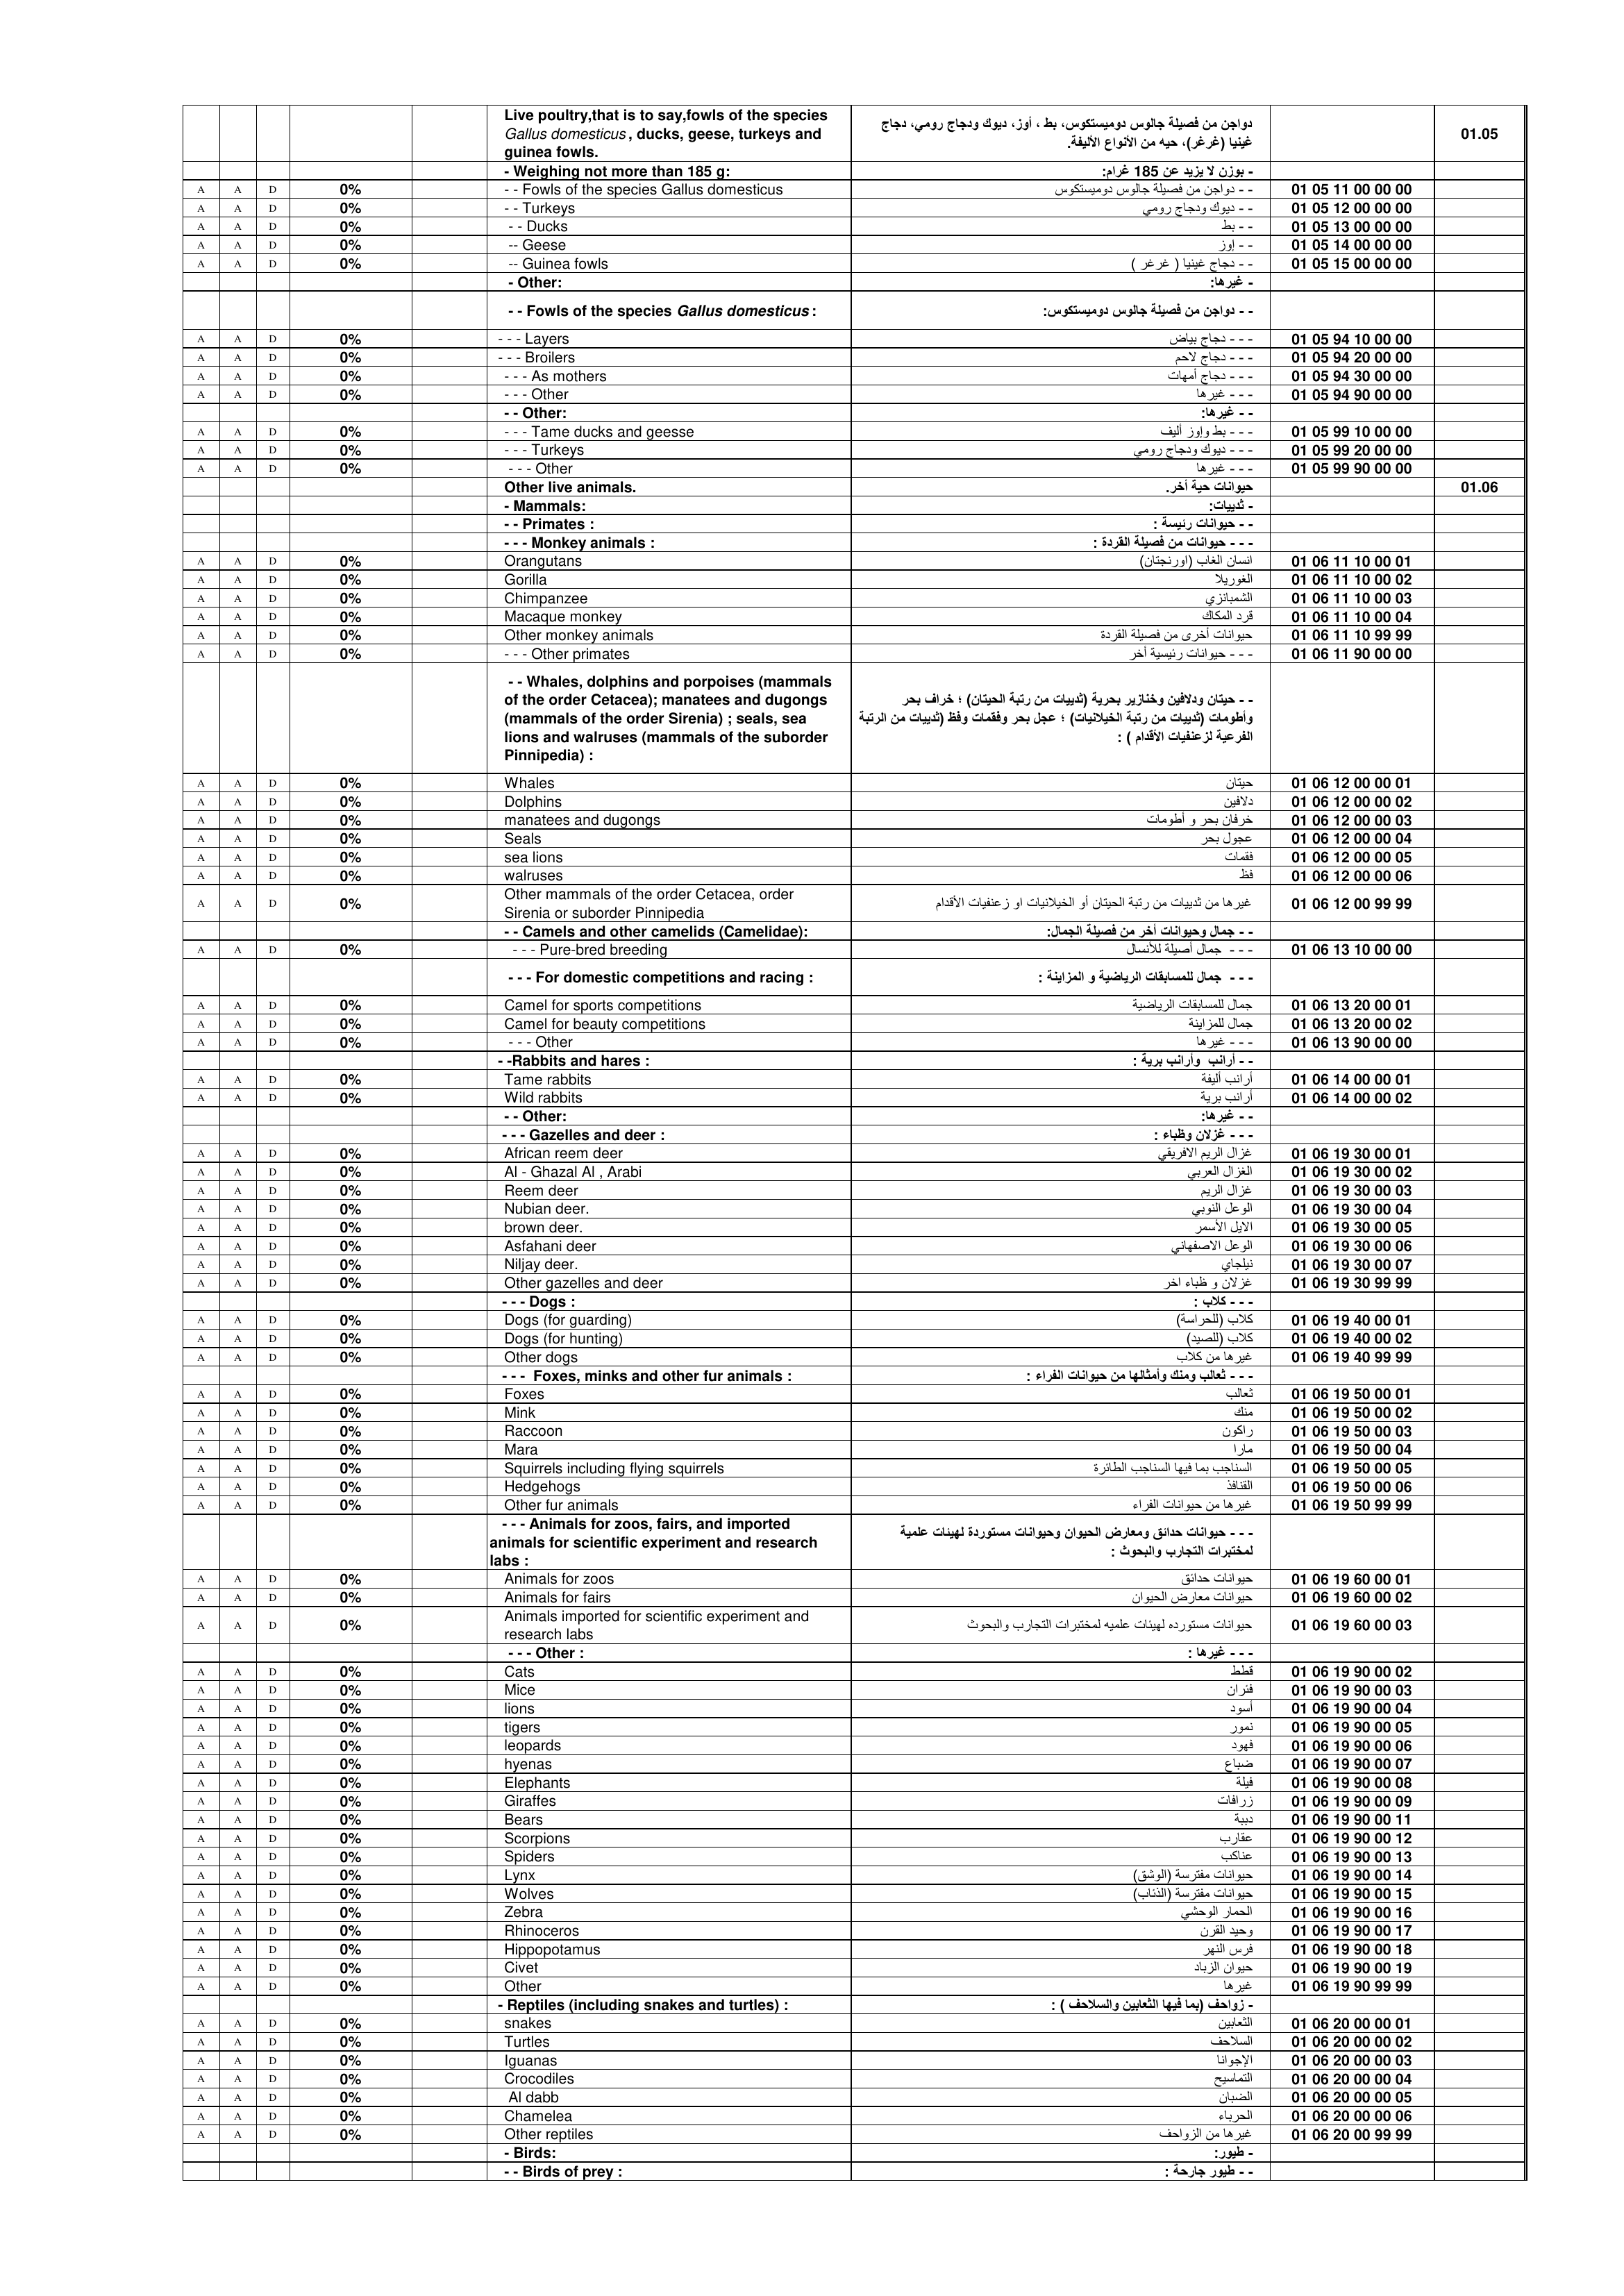 Live poultry,that is to say,fowls of the species
Gallus domesticus , ducks, geese, turkeys and
guinea fowls.
دواجن من فصيلة جالوس دوميستكوس، بط ، أوز، ديوك ودجاج رومي، دجاج
غينيا (غرغر)، حيه من الأنواع الأليفة.
01.05
- Weighing not more than 185 g: - بوزن لا يزيد عن 185 غرام:
A A D 0% - - Fowls of the species Gallus domesticus - - دواجن من فصيلة جالوس دوميستكوس 01 05 11 00 00 00
A A D 0% - - Turkeys - - ديوك ودجاج رومي 01 05 12 00 00 00
A A D 0% - - Ducks - - بط 01 05 13 00 00 00
A A D 0% -- Geese - - إوز 01 05 14 00 00 00
A A D 0% -- Guinea fowls - - دجاج غينيا ( غرغر ) 01 05 15 00 00 00
- Other: - غيرها:
- - Fowls of the species Gallus domesticus : - - دواجن من فصيلة جالوس دوميستكوس:
A A D 0% - - - Layers - - - دجاج بياض 01 05 94 10 00 00
A A D 0% - - - Broilers - - - دجاج لاحم 01 05 94 20 00 00
A A D 0% - - - As mothers - - - دجاج أمهات 01 05 94 30 00 00
A A D 0% - - - Other - - - غيرها 01 05 94 90 00 00
- - Other: - - غيرها:
A A D 0% - - - Tame ducks and geesse - - - بط وإوز أليف 01 05 99 10 00 00
A A D 0% - - - Turkeys - - - ديوك ودجاج رومي 01 05 99 20 00 00
A A D 0% - - - Other - - - غيرها 01 05 99 90 00 00
Other live animals. حيوانات حية أخر. 01.06
- Mammals: - ثدييات:
- - Primates : - - حيوانات رئيسة :
- - - Monkey animals : - - - حيوانات من فصيلة القردة :
A A D 0% Orangutans انسان الغاب (اورنجتان) 01 06 11 10 00 01
A A D 0% Gorilla الغوريلا 01 06 11 10 00 02
A A D 0% Chimpanzee الشمبانزي 01 06 11 10 00 03
A A D 0% Macaque monkey قرد المكاك 01 06 11 10 00 04
A A D 0% Other monkey animals حيوانات أخرى من فصيلة القردة 01 06 11 10 99 99
A A D 0% - - - Other primates - - - حيوانات رئيسية أخر 01 06 11 90 00 00
- - Whales, dolphins and porpoises (mammals
of the order Cetacea); manatees and dugongs
(mammals of the order Sirenia) ; seals, sea
lions and walruses (mammals of the suborder
Pinnipedia) :
- - حيتان ودلافين وخنازير بحرية (ثدييات من رتبة الحيتان) ؛ خراف بحر
وأطومات (ثدييات من رتبة الخيلانيات) ؛ عجل بحر وفقمات وفظ (ثدييات من الرتبة
الفرعية لزعنفيات الأقدام ) :
A A D 0% Whales حيتان 01 06 12 00 00 01
A A D 0% Dolphins دلافين 01 06 12 00 00 02
A A D 0% manatees and dugongs خرفان بحر و أطومات 01 06 12 00 00 03
A A D 0% Seals عجول بحر 01 06 12 00 00 04
A A D 0% sea lions فقمات 01 06 12 00 00 05
A A D 0% walruses فظ 01 06 12 00 00 06
Other mammals of the order Cetacea, order
A A D 0% Sirenia or suborder Pinnipedia غيرها من ثدييات من رتبة الحيتان أو الخيلانيات او زعنفيات الأقدام 01 06 12 00 99 99
- - Camels and other camelids (Camelidae): - - جمال وحيوانات أخر من فصيلة الجمال:
A A D 0% - - - Pure-bred breeding - - - جمال أصيلة للأنسال 01 06 13 10 00 00
- - - For domestic competitions and racing : - - - جمال للمسابقات الرياضية و المزاينة :
A A D 0% Camel for sports competitions جمال للمسابقات الرياضية 01 06 13 20 00 01
A A D 0% Camel for beauty competitions جمال للمزاينة 01 06 13 20 00 02
A A D 0% - - - Other - - - غيرها 01 06 13 90 00 00
- -Rabbits and hares : - - أرانب وأرانب برية :
A A D 0% Tame rabbits أرانب أليفة 01 06 14 00 00 01
A A D 0% Wild rabbits أرانب برية 01 06 14 00 00 02
- - Other: - - غيرها:
- - - Gazelles and deer : - - - غزلان وظباء :
A A D 0% African reem deer غزال الريم الافريقي 01 06 19 30 00 01
A A D 0% Al - Ghazal Al , Arabi الغزال العربي 01 06 19 30 00 02
A A D 0% Reem deer غزال الريم 01 06 19 30 00 03
A A D 0% Nubian deer. الوعل النوبي 01 06 19 30 00 04
A A D 0% brown deer. الايل الأسمر 01 06 19 30 00 05
A A D 0% Asfahani deer الوعل الاصفهاني 01 06 19 30 00 06
A A D 0% Niljay deer. نيلجاي 01 06 19 30 00 07
A A D 0% Other gazelles and deer غزلان و ظباء اخر 01 06 19 30 99 99
- - - Dogs : - - - كلاب :
A A D 0% Dogs (for guarding) كلاب (للحراسة) 01 06 19 40 00 01
A A D 0% Dogs (for hunting) كلاب (للصيد) 01 06 19 40 00 02
A A D 0% Other dogs غيرها من كلاب 01 06 19 40 99 99
- - - Foxes, minks and other fur animals : - - - ثعالب ومنك وأمثالها من حيوانات الفراء :
A A D 0% Foxes ثعالب 01 06 19 50 00 01
A A D 0% Mink منك 01 06 19 50 00 02
A A D 0% Raccoon راكون 01 06 19 50 00 03
A A D 0% Mara مارا 01 06 19 50 00 04
A A D 0% Squirrels including flying squirrels السناجب بما فيها السناجب الطائرة 01 06 19 50 00 05
A A D 0% Hedgehogs القنافذ 01 06 19 50 00 06
A A D 0% Other fur animals غيرها من حيوانات الفراء 01 06 19 50 99 99
- - - Animals for zoos, fairs, and imported
animals for scientific experiment and research
labs :
- - - حيوانات حدائق ومعارض الحيوان وحيوانات مستوردة لهيئات علمية
لمختبرات التجارب والبحوث :
A A D 0% Animals for zoos حيوانات حدائق 01 06 19 60 00 01
A A D 0% Animals for fairs حيوانات معارض الحيوان 01 06 19 60 00 02
Animals imported for scientific experiment and
A A D 0% research labs حيوانات مستورده لهيئات علميه لمختبرات التجارب والبحوث 01 06 19 60 00 03
- - - Other : - - - غيرها :
A A D 0% Cats قطط 01 06 19 90 00 02
A A D 0% Mice فئران 01 06 19 90 00 03
A A D 0% lions أسود 01 06 19 90 00 04
A A D 0% tigers نمور 01 06 19 90 00 05
A A D 0% leopards فهود 01 06 19 90 00 06
A A D 0% hyenas ضباع 01 06 19 90 00 07
A A D 0% Elephants فيلة 01 06 19 90 00 08
A A D 0% Giraffes زرافات 01 06 19 90 00 09
A A D 0% Bears دببة 01 06 19 90 00 11
A A D 0% Scorpions عقارب 01 06 19 90 00 12
A A D 0% Spiders عناكب 01 06 19 90 00 13
A A D 0% Lynx حيوانات مفترسة (الوشق) 01 06 19 90 00 14
A A D 0% Wolves حيوانات مفترسة (الذئاب) 01 06 19 90 00 15
A A D 0% Zebra الحمار الوحشي 01 06 19 90 00 16
A A D 0% Rhinoceros وحيد القرن 01 06 19 90 00 17
A A D 0% Hippopotamus فرس النهر 01 06 19 90 00 18
A A D 0% Civet حيوان الزباد 01 06 19 90 00 19
A A D 0% Other غيرها 01 06 19 90 99 99
- Reptiles (including snakes and turtles) : - زواحف (بما فيها الثعابين والسلاحف ) :
A A D 0% snakes الثعابين 01 06 20 00 00 01
A A D 0% Turtles السلاحف 01 06 20 00 00 02
A A D 0% Iguanas الإجوانا 01 06 20 00 00 03
A A D 0% Crocodiles التماسيح 01 06 20 00 00 04
A A D 0% Al dabb الضبان 01 06 20 00 00 05
A A D 0% Chamelea الحرباء 01 06 20 00 00 06
A A D 0% Other reptiles غيرها من الزواحف 01 06 20 00 99 99
- Birds: - طيور:
- - Birds of prey : - - طيور جارحة :